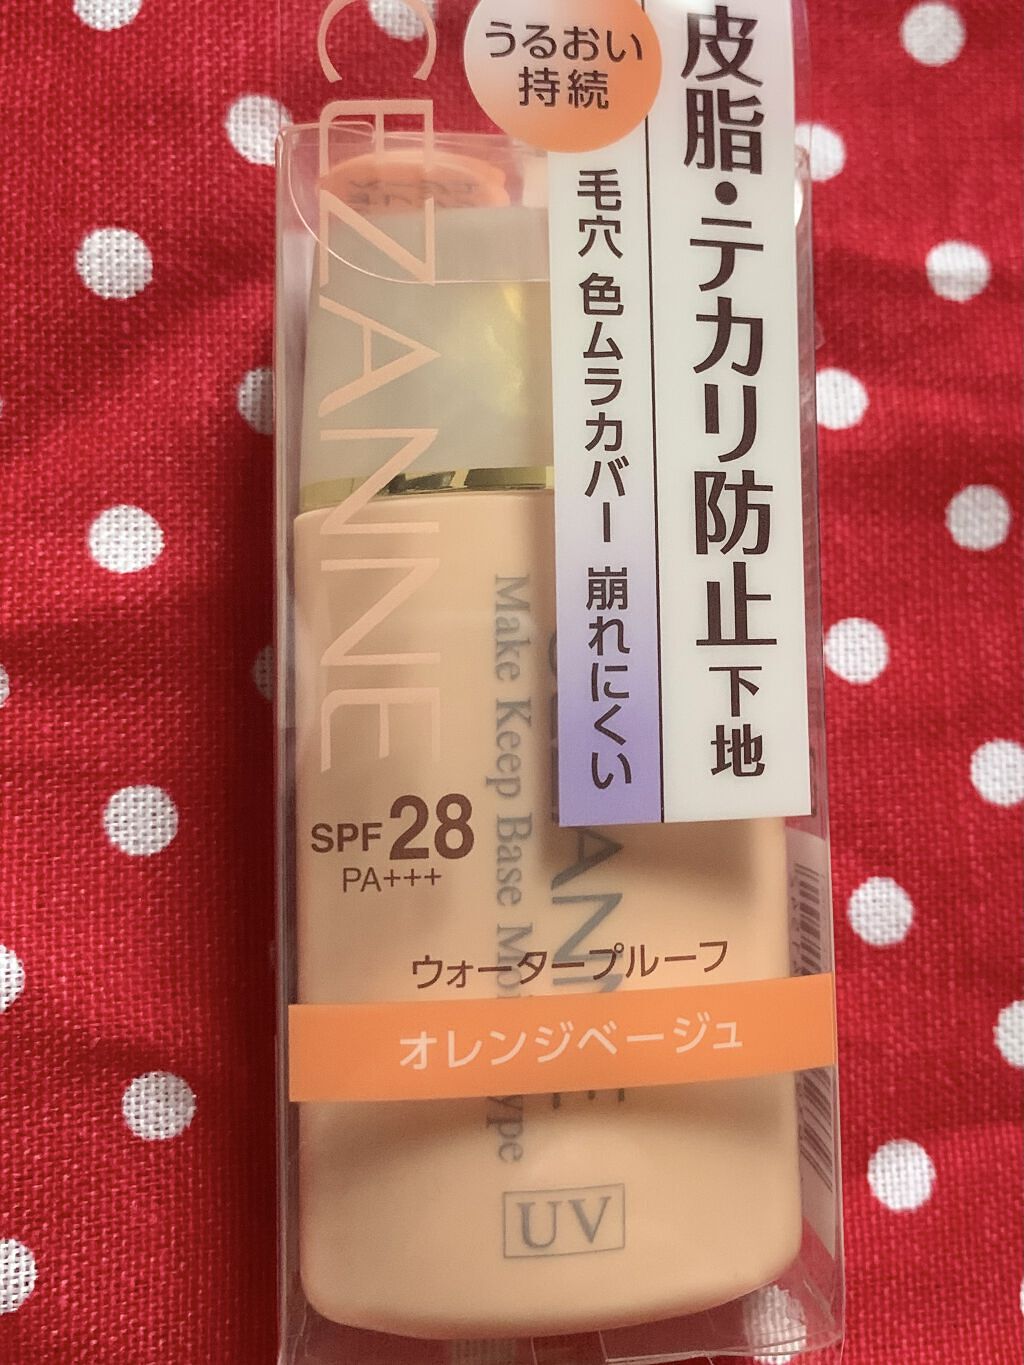 うるおい
持続
皮脂・テカリ防止下地
毛穴 色ムラカバー 崩れにくい
CEZANNE
Make Keep Base
SPF28
PA+++
ウォータープルーフ
オレンジベージュ
UV